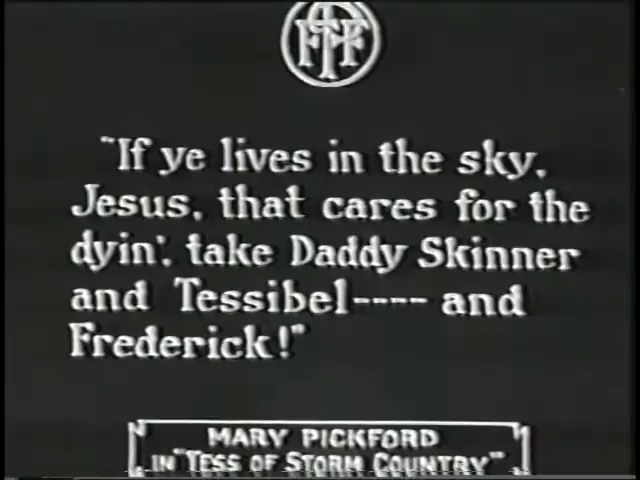 FPF
"If ye lives in the sky,
Jesus, that cares for the
dyin', take Daddy Skinner
and Tessibel---- and
Frederick!"
MARY PICKFORD
IN "TESS OF STORM COUNTRY"